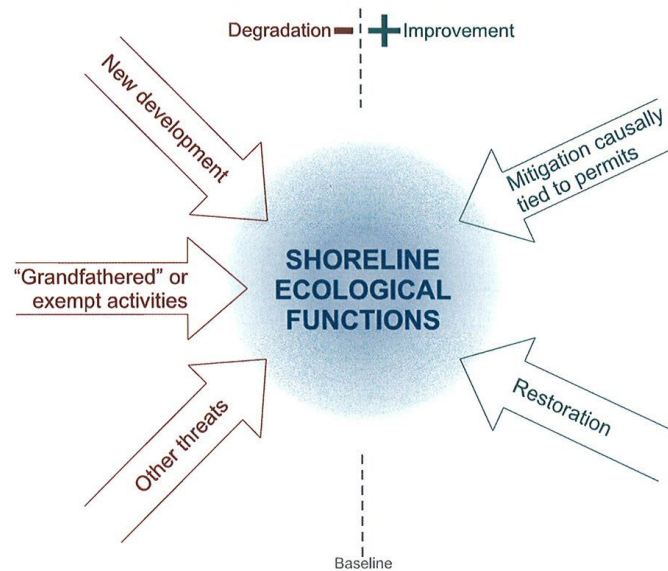 Degradation − + Improvement
New development
Mitigation causally
tied to permits
"Grandfathered" or
exempt activities
SHORELINE
ECOLOGICAL
FUNCTIONS
Other threats
Restoration
Baseline